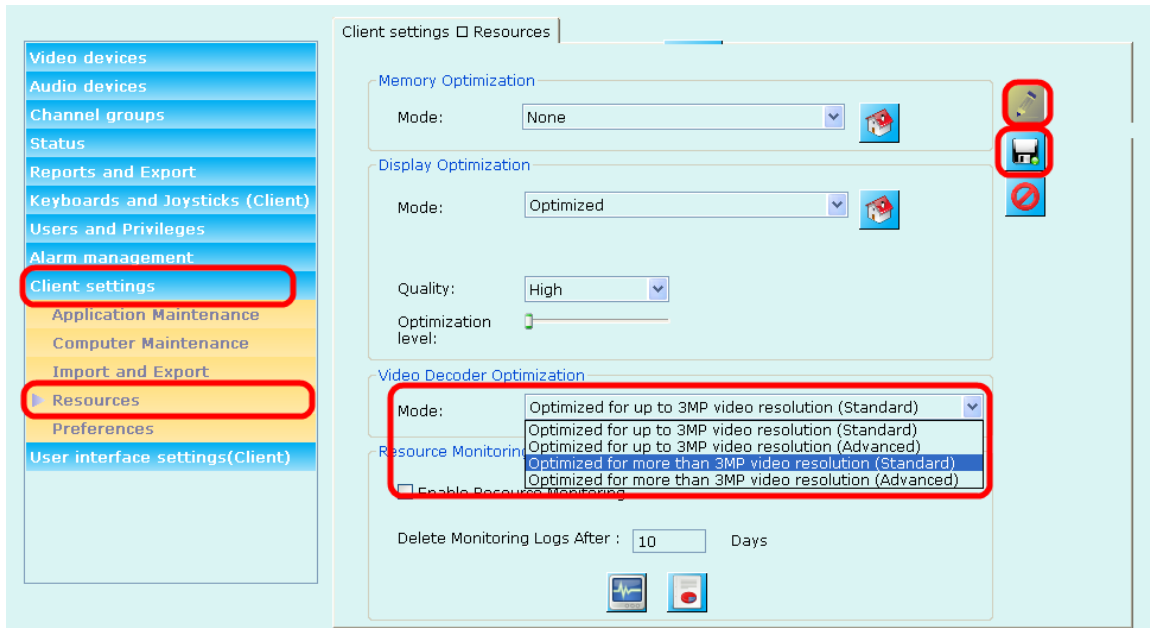 Client settings □ Resources
Video devices
Audio devices
Channel groups
Status
Reports and Export
Keyboards and Joysticks (Client)
Users and Privileges
Alarm management
Client settings
Application Maintenance
Computer Maintenance
Import and Export
Resources
Preferences
User interface settings(Client)
Memory Optimization
Mode: None
Display Optimization
Mode: Optimized
Quality: High
Optimization
level:
Video Decoder Optimization
Mode: Optimized for up to 3MP video resolution (Standard)
Optimized for up to 3MP video resolution (Standard)
Optimized for up to 3MP video resolution (Advanced)
Optimized for more than 3MP video resolution (Standard)
Optimized for more than 3MP video resolution (Advanced)
Resource Monitoring
Enable Resource Monitoring
Delete Monitoring Logs After : 10 Days